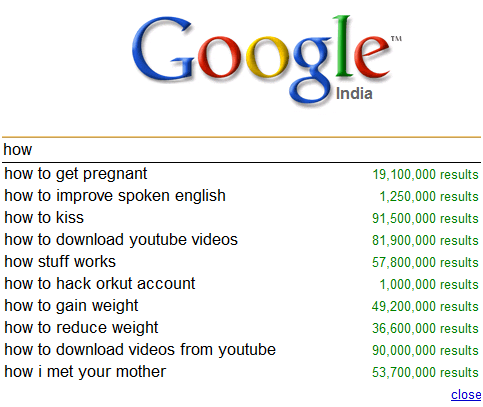 Google™
India
how
how to get pregnant 19,100,000 results
how to improve spoken english 1,250,000 results
how to kiss 91,500,000 results
how to download youtube videos 81,900,000 results
how stuff works 57,800,000 results
how to hack orkut account 1,000,000 results
how to gain weight 49,200,000 results
how to reduce weight 36,600,000 results
how to download videos from youtube 90,000,000 results
how i met your mother 53,700,000 results
close